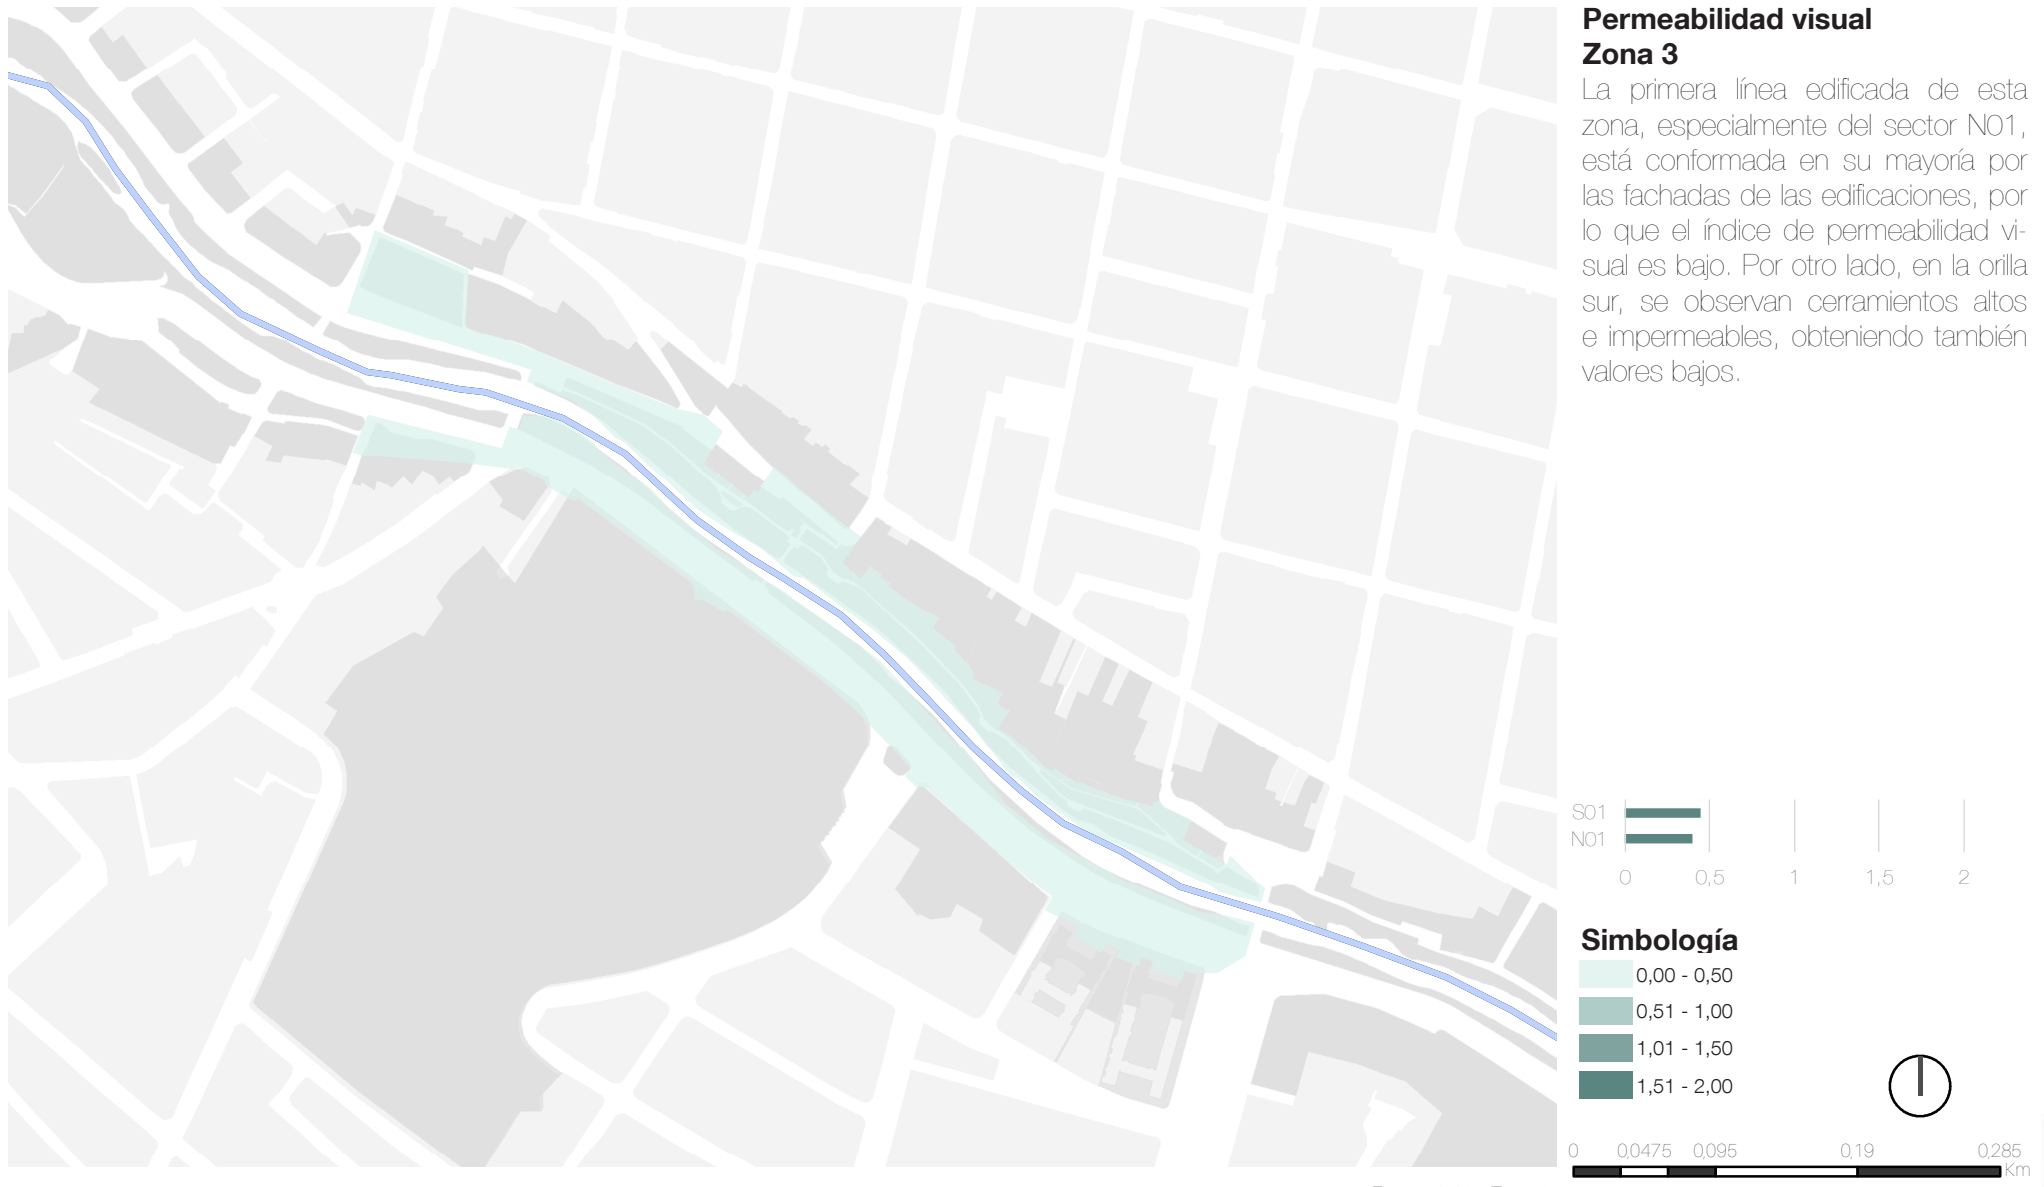 Permeabilidad visual
Zona 3
La primera línea edificada de esta
zona, especialmente del sector N01,
está conformada en su mayoría por
las fachadas de las edificaciones, por
lo que el índice de permeabilidad vi-
sual es bajo. Por otro lado, en la orilla
sur, se observan cerramientos altos
e impermeables, obteniendo también
valores bajos.
S01
N01
0 0,5 1 1,5 2
Simbología
0,00 - 0,50
0,51 - 1,00
1,01 - 1,50
1,51 - 2,00
0 0,0475 0,095 0,19 0,285
Km